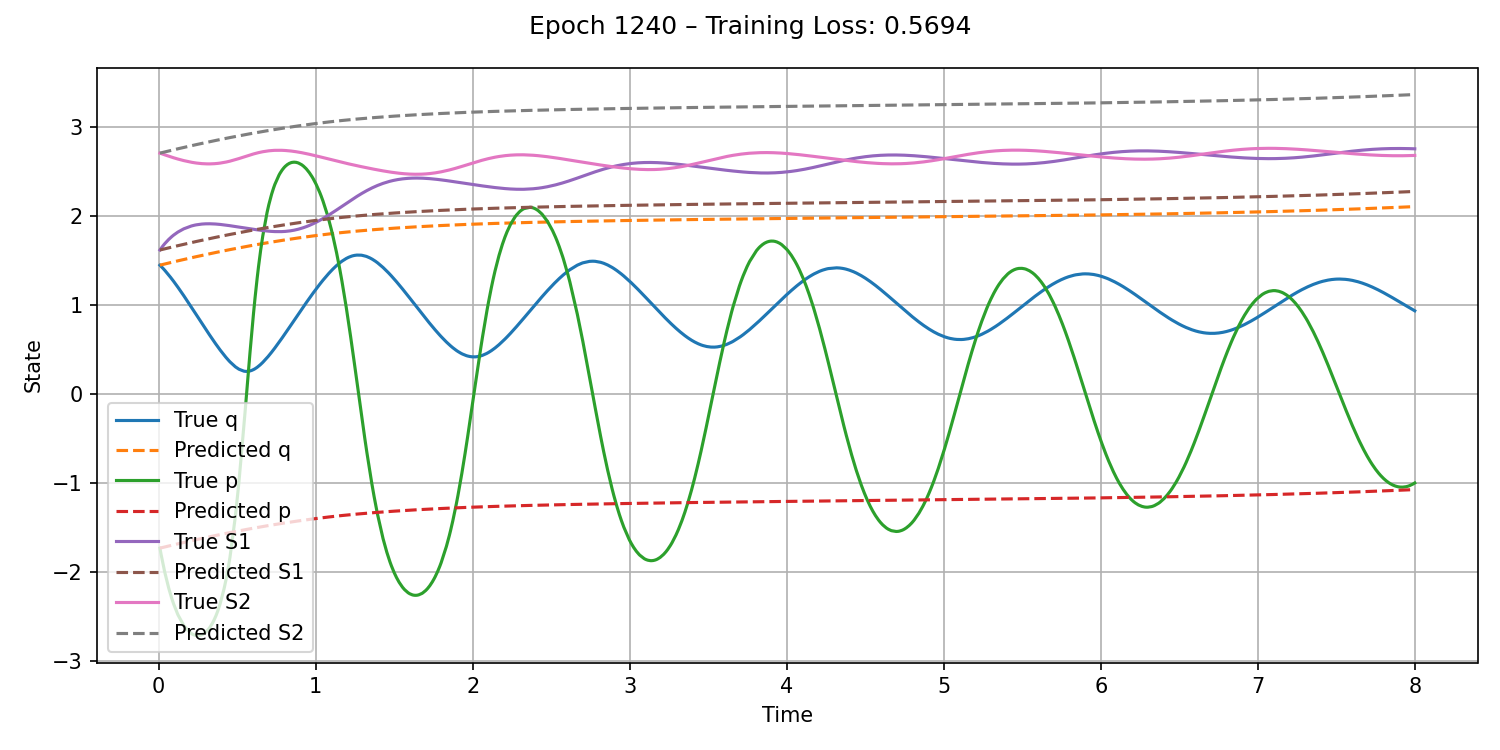 Epoch 1240 – Training Loss: 0.5694
State
3
2
1
0
−1
−2
−3
True q
Predicted q
True p
Predicted p
True S1
Predicted S1
True S2
Predicted S2
0 1 2 3 4 5 6 7 8
Time